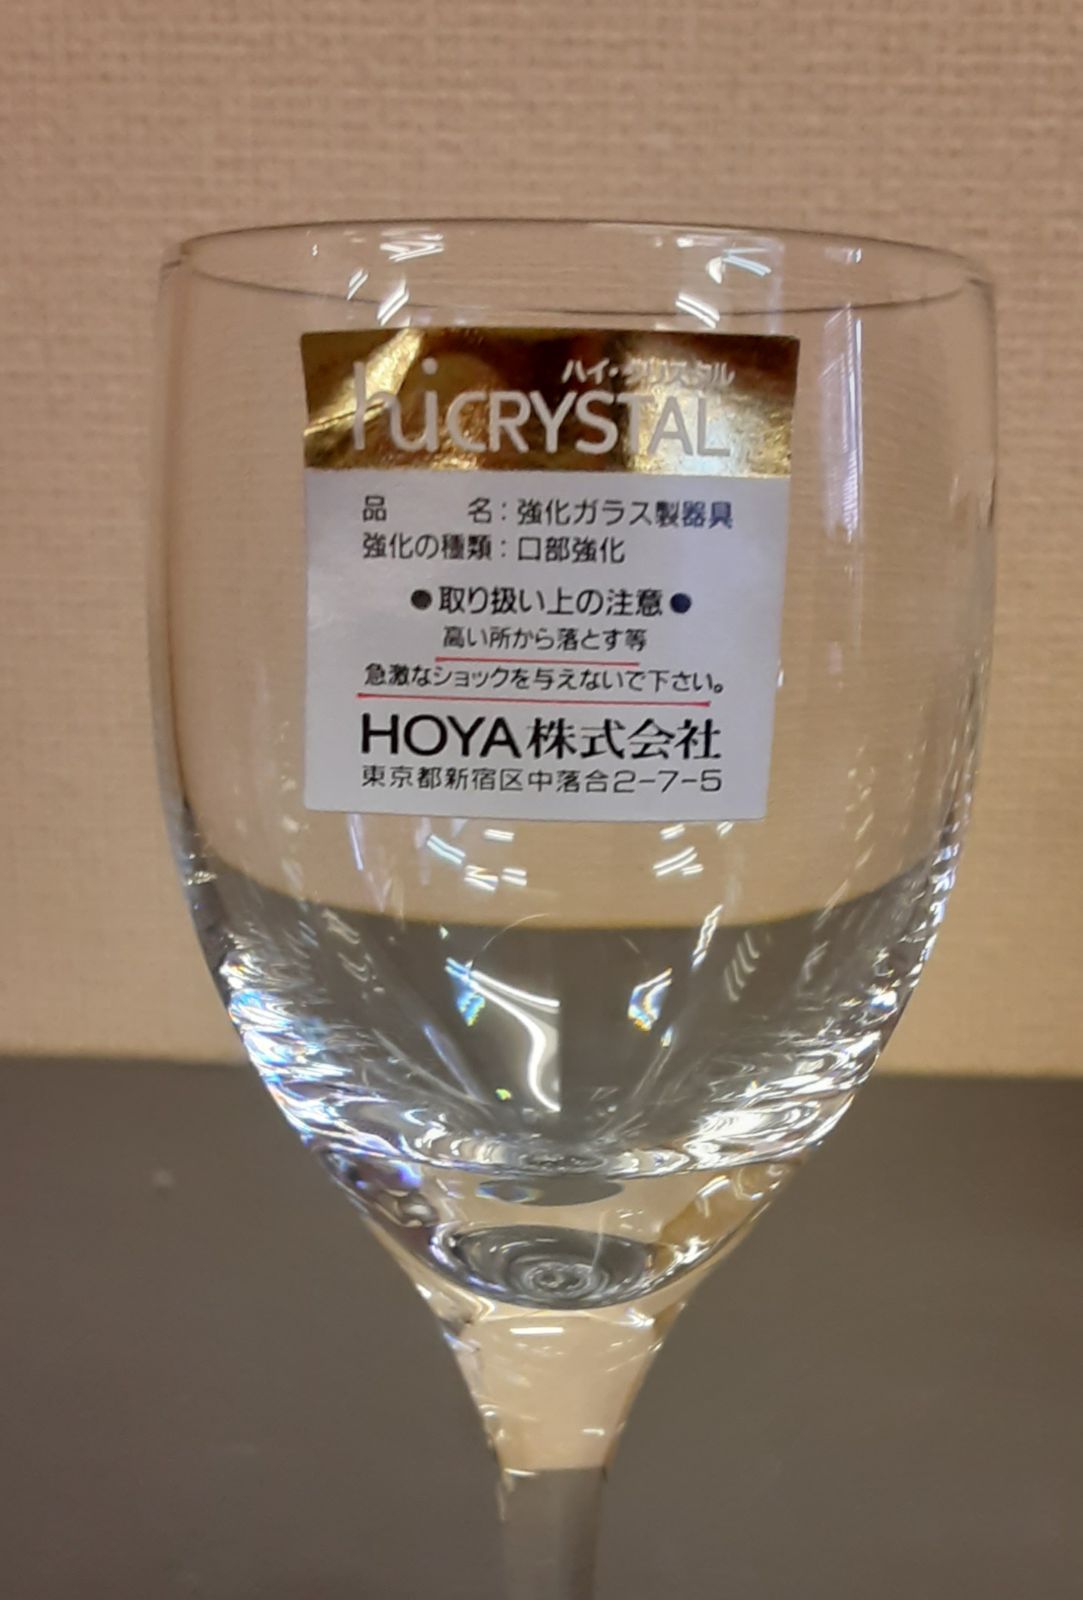 ハイ・クリスタル
hiCRYSTAL
品　　　名：強化ガラス製器具
強化の種類：口部強化
●取り扱い上の注意●
高い所から落とす等
急激なショックを与えないで下さい。
HOYA株式会社
東京都新宿区中落合2-7-5